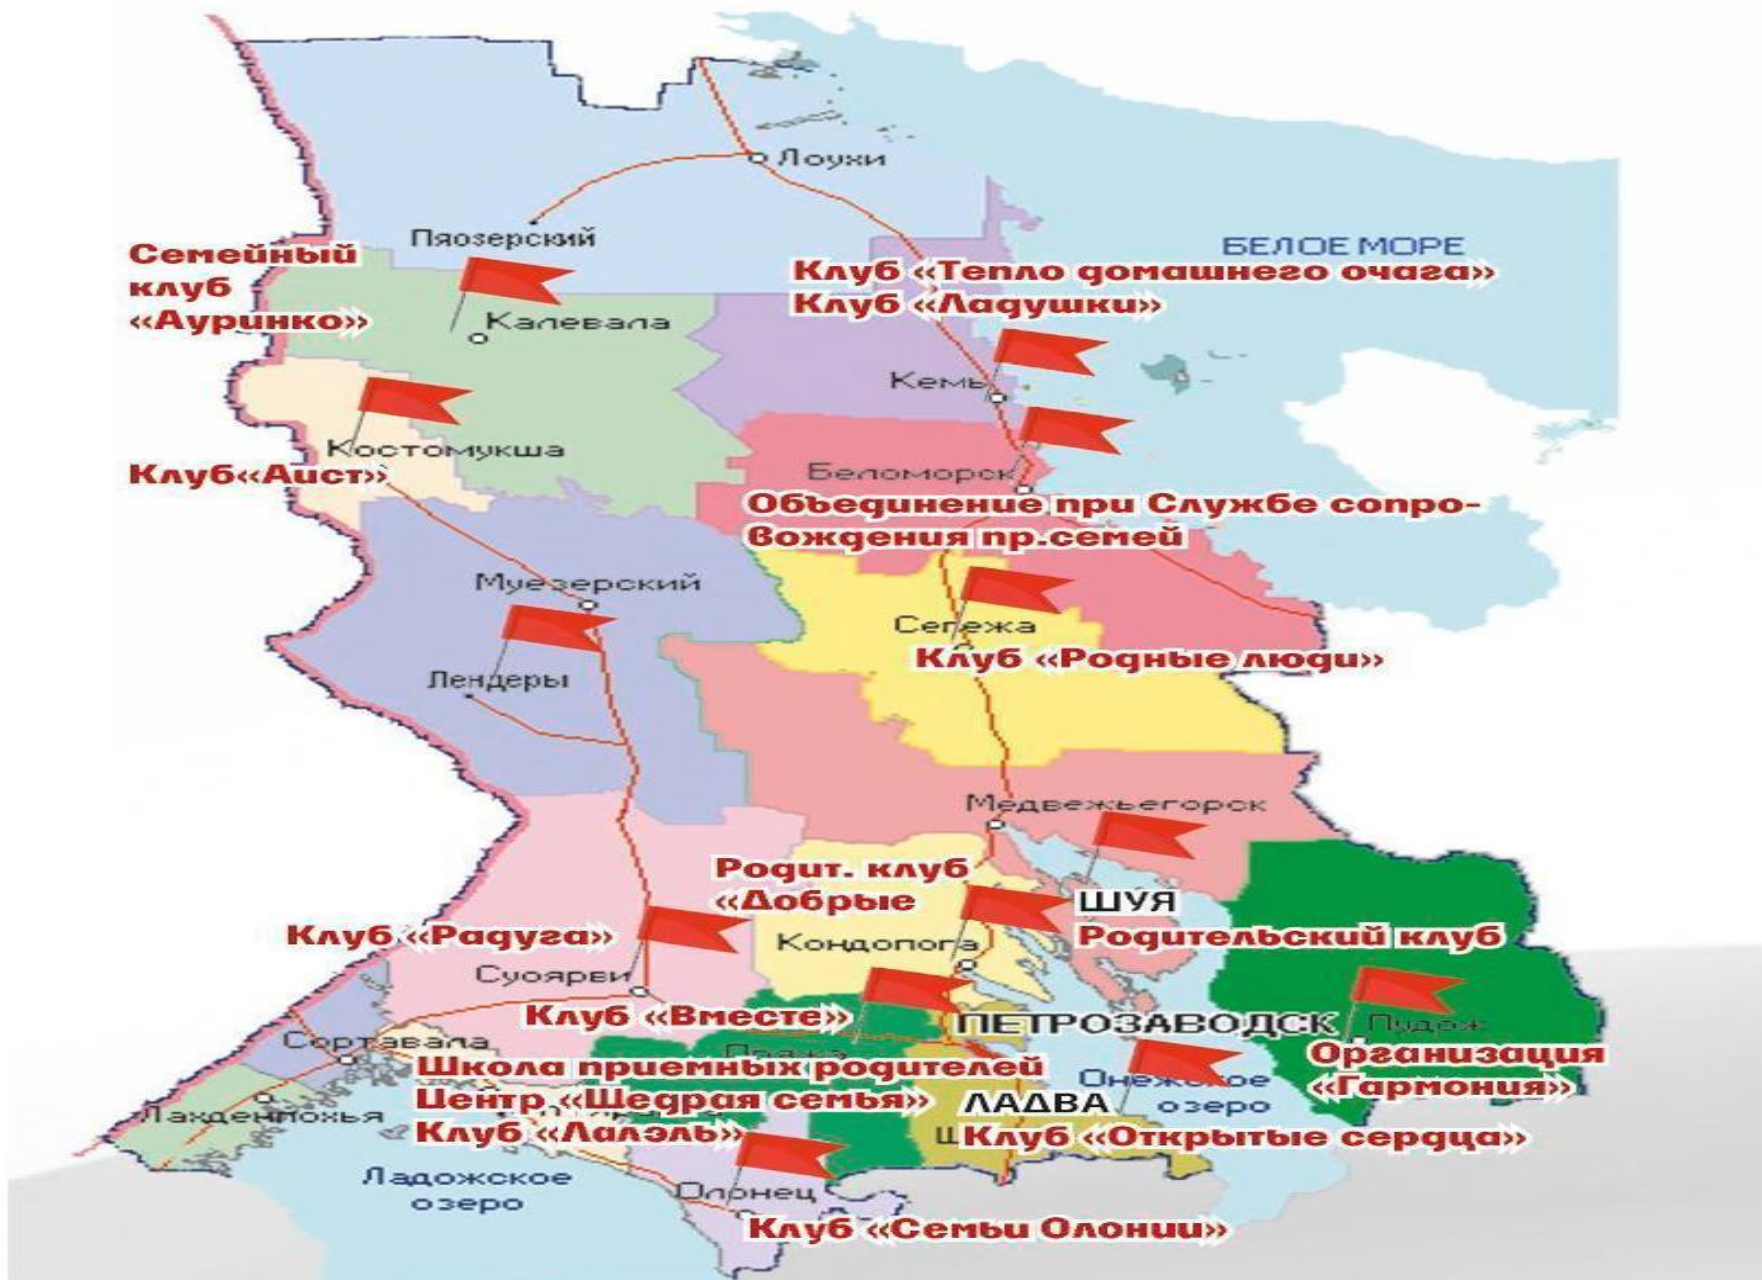 Лоухи
Пяозерский
БЕЛОЕ МОРЕ
Семейный
клуб
«Ауринко»
Клуб «Тепло домашнего очага»
Клуб «Ладушки»
Калевала
Кемь
Костомукша
Клуб«Аист»
Беломорск
Объединение при Службе сопро-
вождения пр.семей
Муезерский
Сегежа
Клуб «Родные люди»
Лендеры
Медвежьегорск
Родит. клуб
«Добрые
ШУЯ
Родительский клуб
Клуб «Радуга»
Кондопога
Суоярви
Клуб «Вместе»
ПЕТРОЗАВОДСК
Пудож
Сортавала
Пряжа
Организация
«Гармония»
Школа приемных родителей
Центр «Щедрая семья»
Клуб «Лалэль»
Онежское
озеро
ЛАДВА
Клуб «Открытые сердца»
Лахденпохья
Ладожское
озеро
Олонец
Клуб «Семьи Олонии»